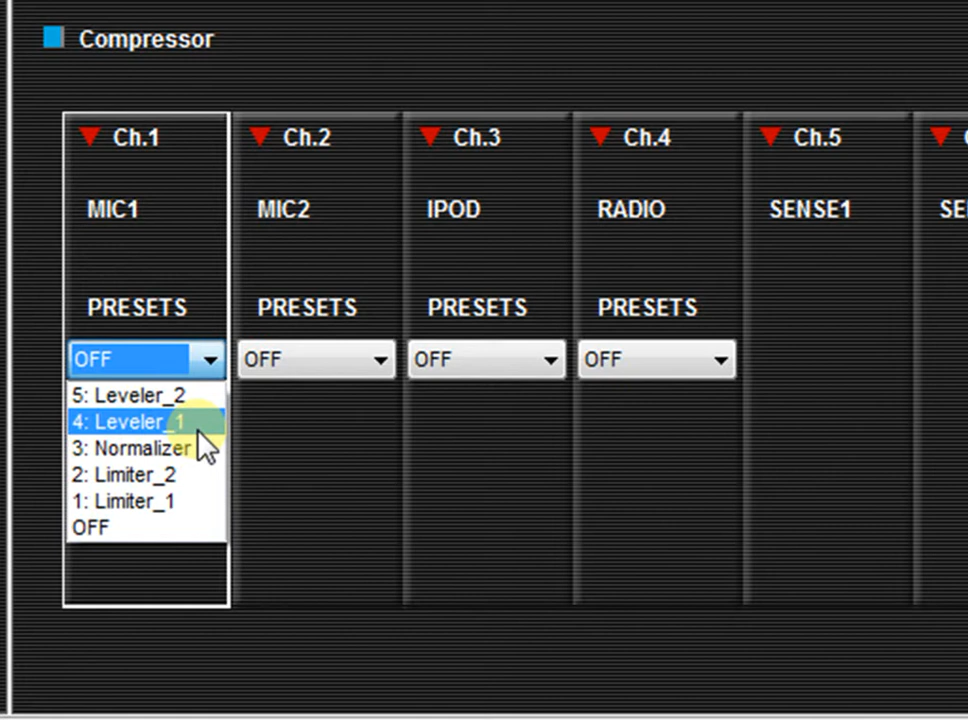 Compressor
Ch.1 Ch.2 Ch.3 Ch.4 Ch.5
MIC1 MIC2 IPOD RADIO SENSE1
PRESETS PRESETS PRESETS PRESETS
OFF OFF OFF OFF
5: Leveler_2
4: Leveler_1
3: Normalizer
2: Limiter_2
1: Limiter_1
OFF